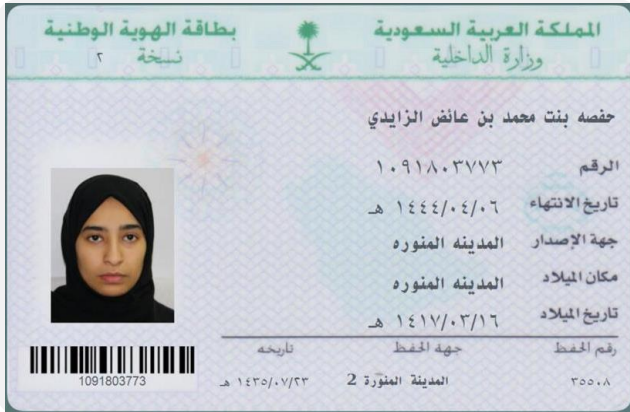 المملكة العربية السعودية
وزارة الداخلية
بطاقة الهوية الوطنية
نسخة ٢
حفصه بنت محمد بن عائض الزايدي
الرقم ١٠٩١٨٠٣٧٧٣
تاريخ الانتهاء ١٤٤٤/٠٤/٠٦ هـ
جهة الإصدار المدينه المنوره
مكان الميلاد المدينه المنوره
تاريخ الميلاد ١٤١٧/٠٣/١٦ هـ
رقم الحفظ جهة الحفظ تاريخه
٣٥٥٠٨ المدينة المنورة 2 ١٤٣٥/٠٧/٢٣ هـ
1091803773